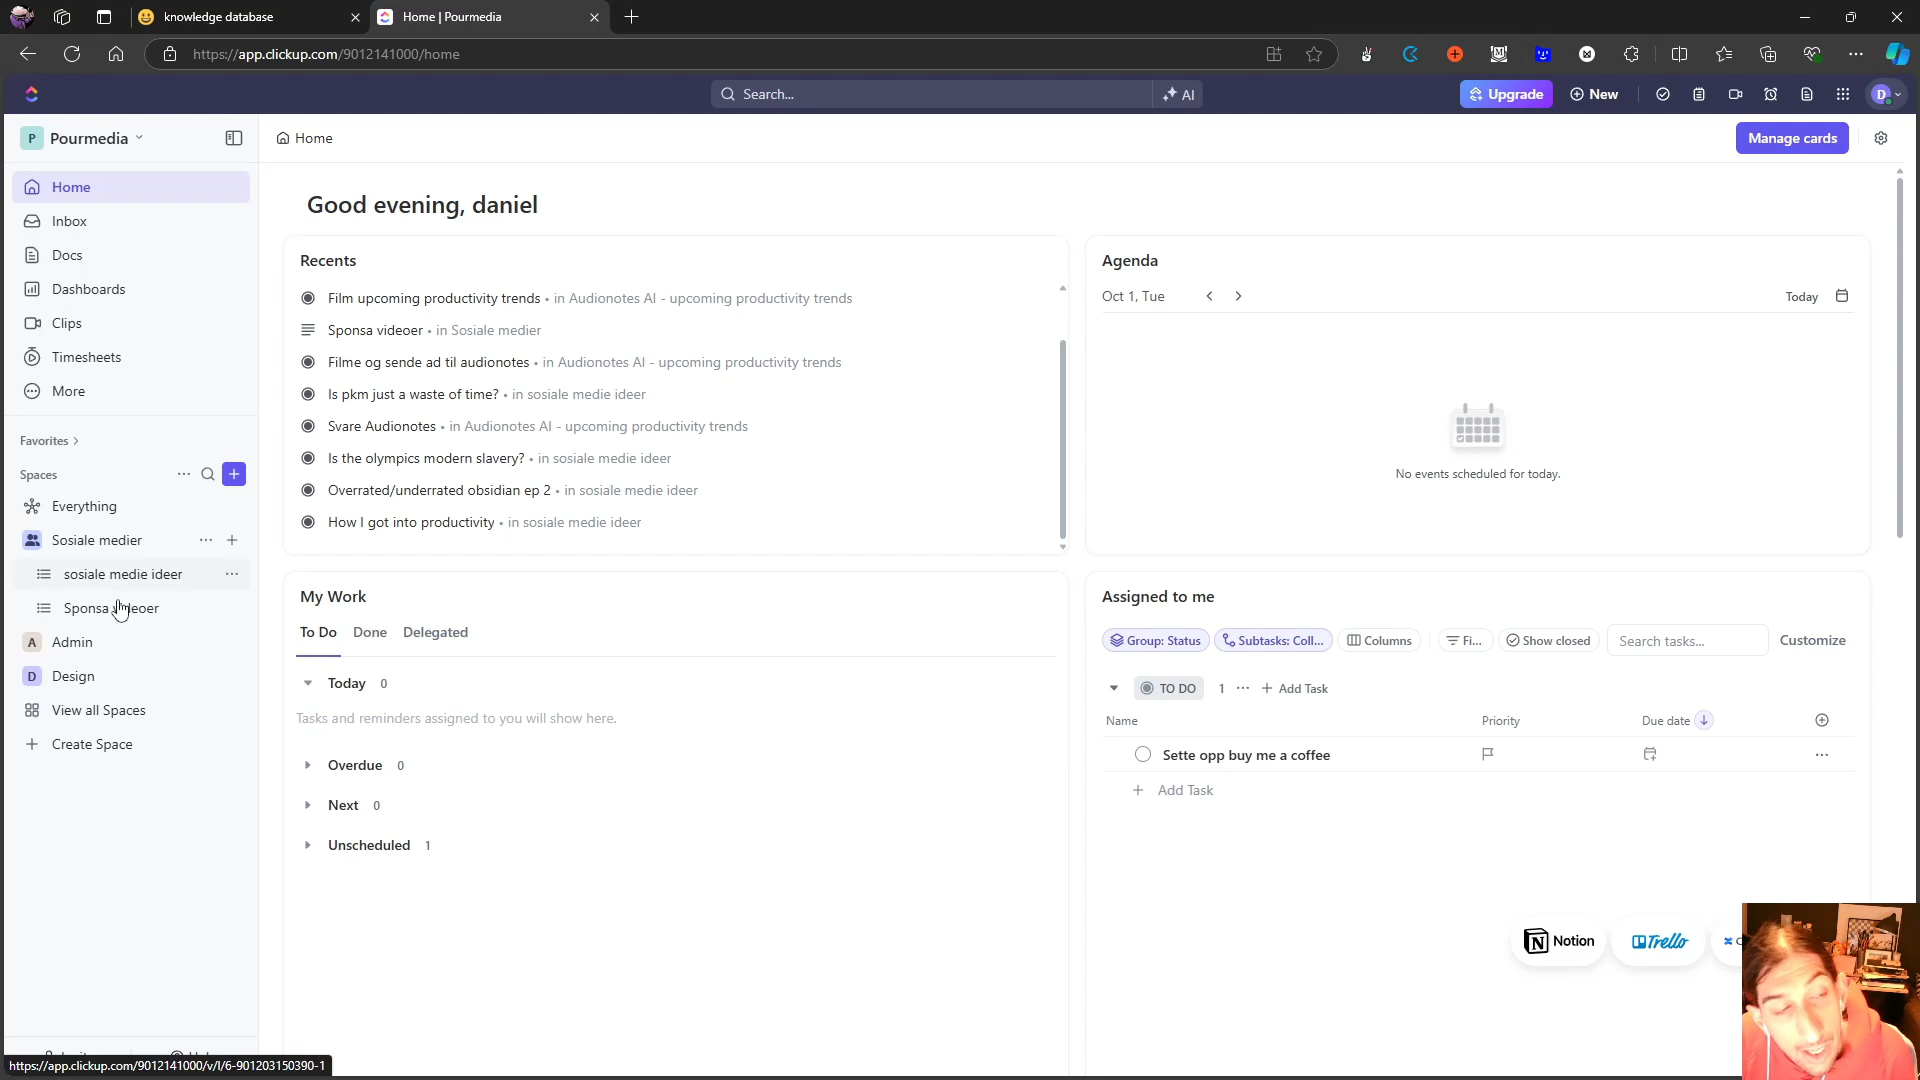 knowledge database
Home | Pourmedia
https://app.clickup.com/9012141000/home
Search...
AI
Upgrade
New
D
P Pourmedia
Home
Manage cards
Home
Inbox
Docs
Dashboards
Clips
Timesheets
More
Favorites
Spaces
Everything
Sosiale medier
sosiale medie ideer
Sponsa
A Admin
D Design
View all Spaces
Create Space
Good evening, daniel
Recents
Film upcoming productivity trends • in Audionotes AI - upcoming productivity trends
Sponsa videoer • in Sosiale medier
Filme og sende ad til audionotes • in Audionotes AI - upcoming productivity trends
Is pkm just a waste of time? • in sosiale medie ideer
Svare Audionotes • in Audionotes AI - upcoming productivity trends
Is the olympics modern slavery? • in sosiale medie ideer
Overrated/underrated obsidian ep 2 • in sosiale medie ideer
How I got into productivity • in sosiale medie ideer
Agenda
Oct 1, Tue
Today
No events scheduled for today.
My Work
To Do Done Delegated
Today 0
Tasks and reminders assigned to you will show here.
Overdue 0
Next 0
Unscheduled 1
Assigned to me
Group: Status Subtasks: Coll... Columns Fi... Show closed Search tasks... Customize
TO DO 1 Add Task
Name Priority Due date
Sette opp buy me a coffee
Add Task
Notion
Trello
https://app.clickup.com/9012141000/v/l/6-901203150390-1